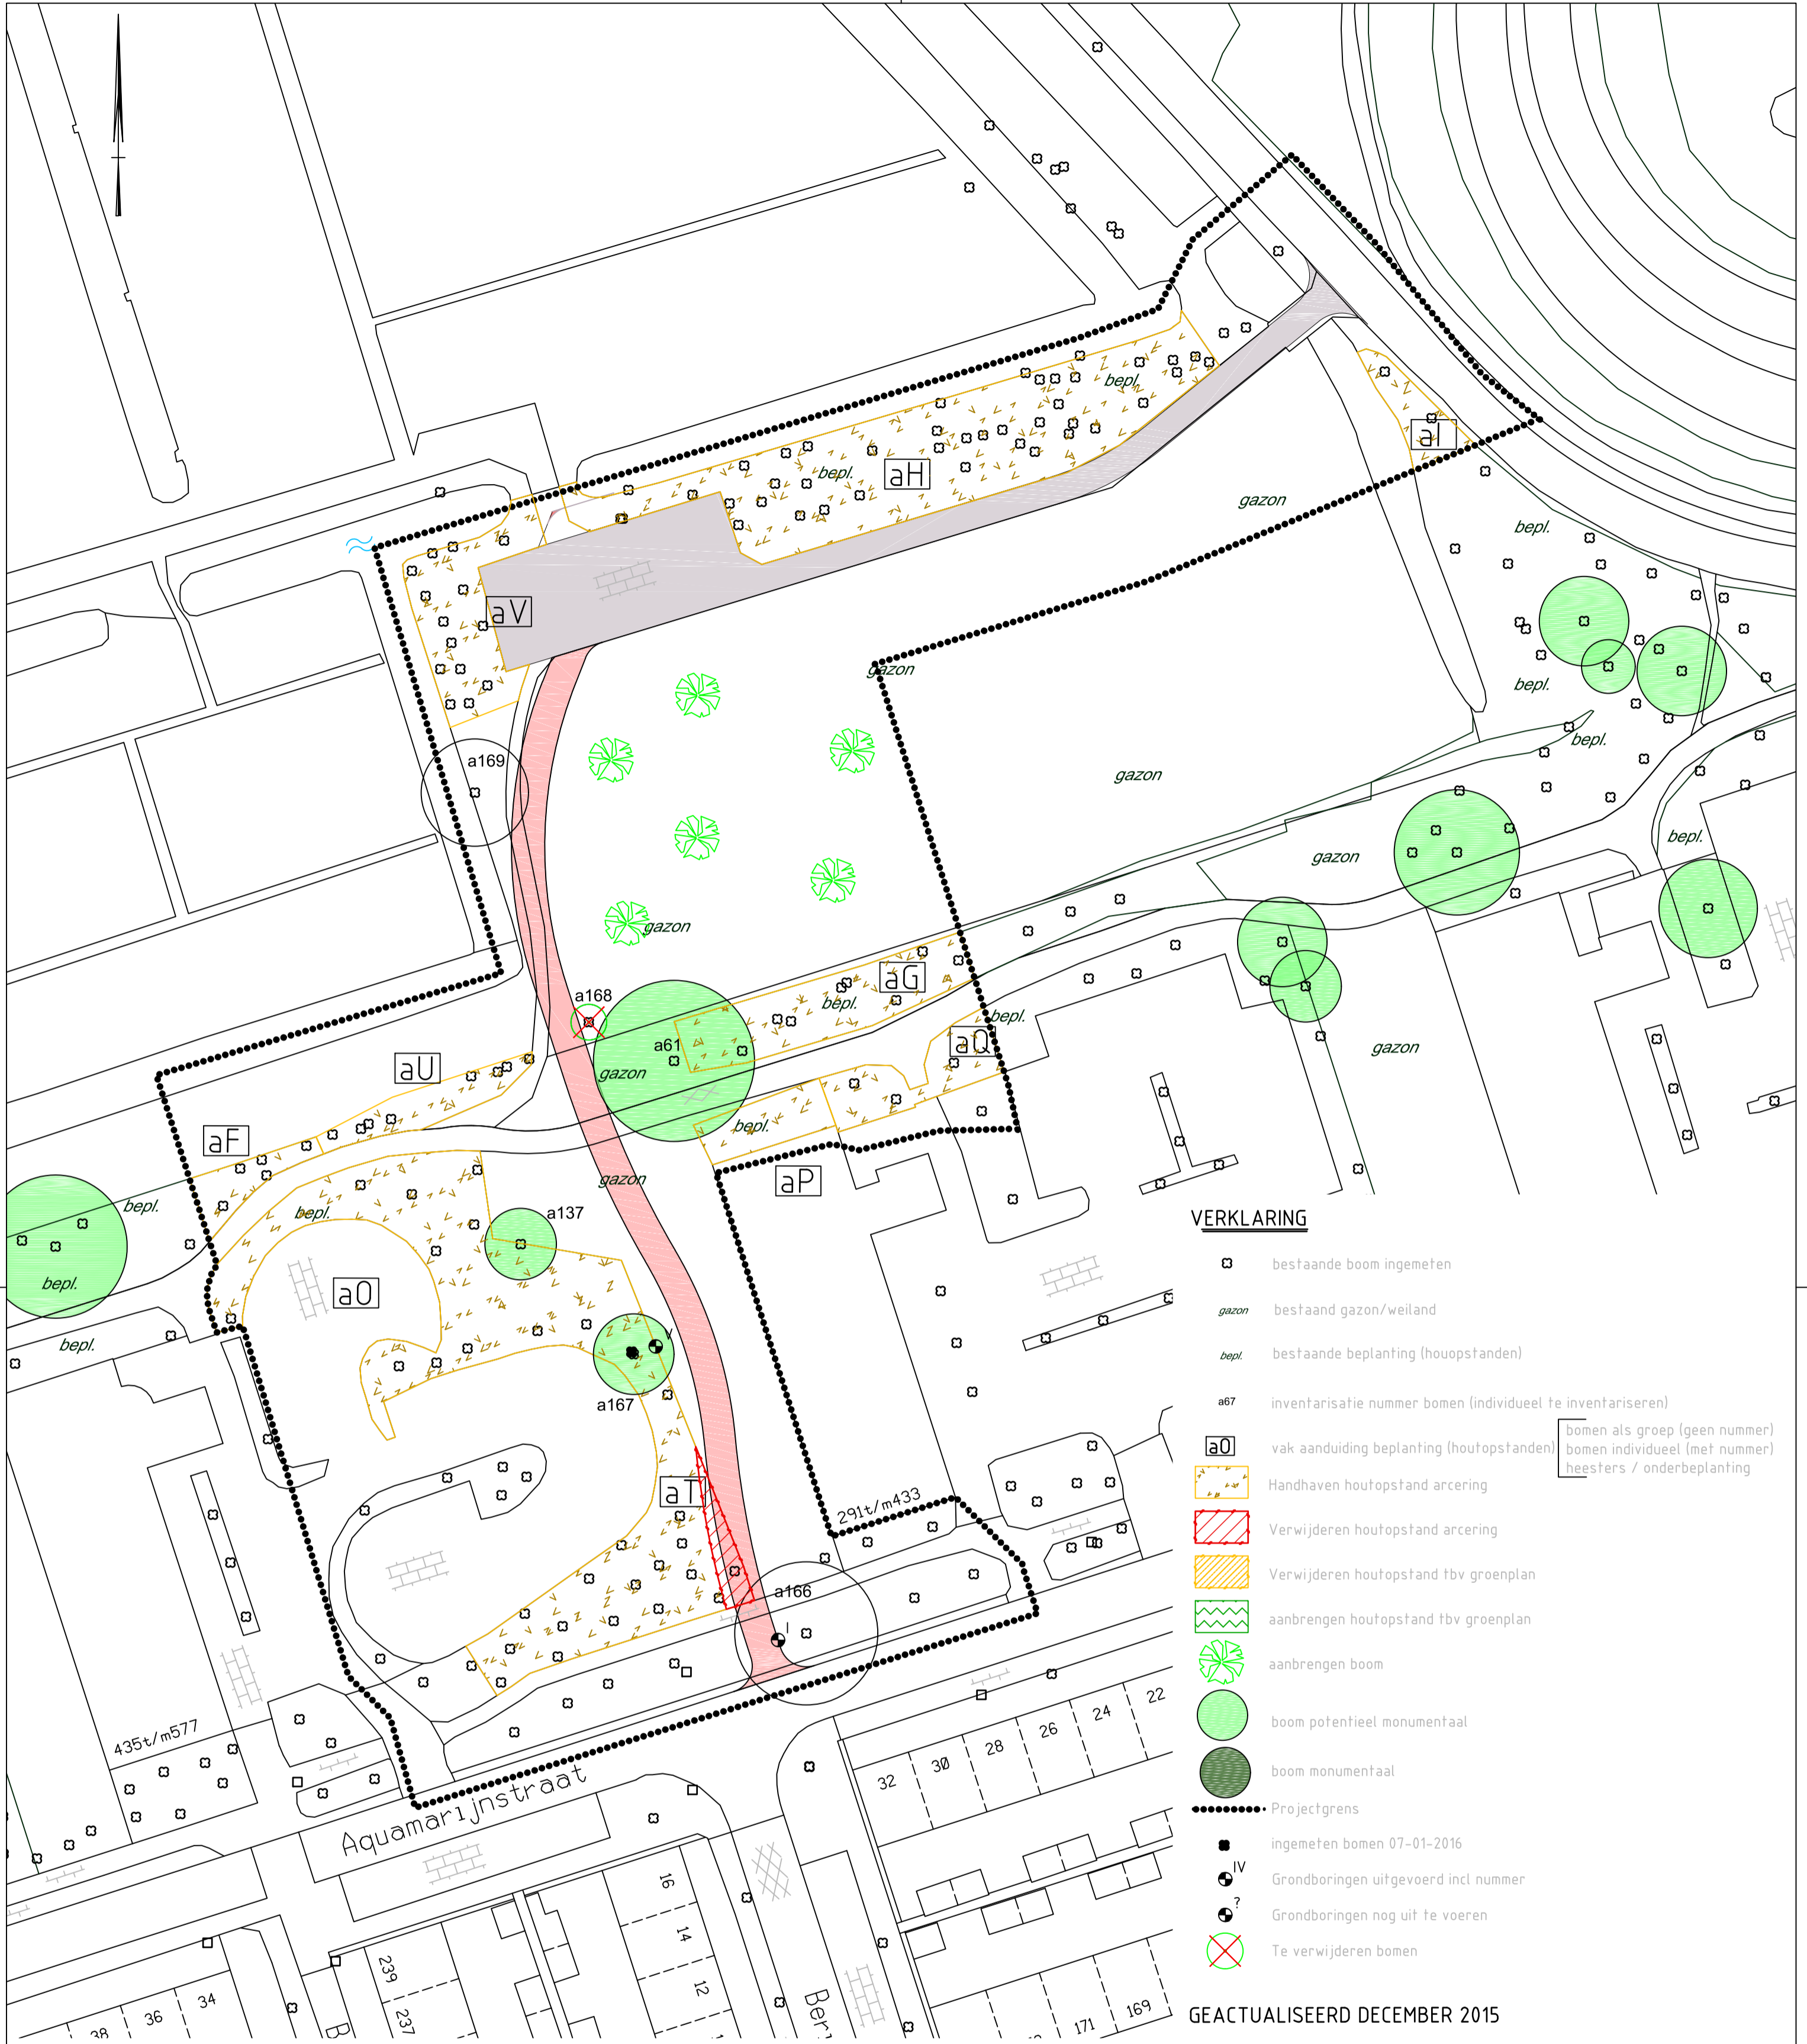 bepl.
bepl.
aH
aI
gazon
bepl.
aV
gazon
bepl.
bepl.
a169
gazon
bepl.
gazon
gazon
aG
a168
bepl.
bepl.
aQ
a61
gazon
gazon
aU
bepl.
aF
aP
gazon
bepl.
bepl.
a137
bepl.
aO
bepl.
a167
V
aT
291t/m433
a166
I
435t/m577
Aquamarijnstraat
32
30
28
26
24
22
16
14
12
239
237
38
36
34
B
Ber
171
169
VERKLARING
bestaande boom ingemeten
gazon bestaand gazon/weiland
bepl. bestaande beplanting (houopstanden)
a67 inventarisatie nummer bomen (individueel te inventariseren)
aO vak aanduiding beplanting (houtopstanden)
bomen als groep (geen nummer)
bomen individueel (met nummer)
heesters / onderbeplanting
Handhaven houtopstand arcering
Verwijderen houtopstand arcering
Verwijderen houtopstand tbv groenplan
aanbrengen houtopstand tbv groenplan
aanbrengen boom
boom potentieel monumentaal
boom monumentaal
Projectgrens
ingemeten bomen 07-01-2016
IV Grondboringen uitgevoerd incl nummer
? Grondboringen nog uit te voeren
Te verwijderen bomen
GEACTUALISEERD DECEMBER 2015